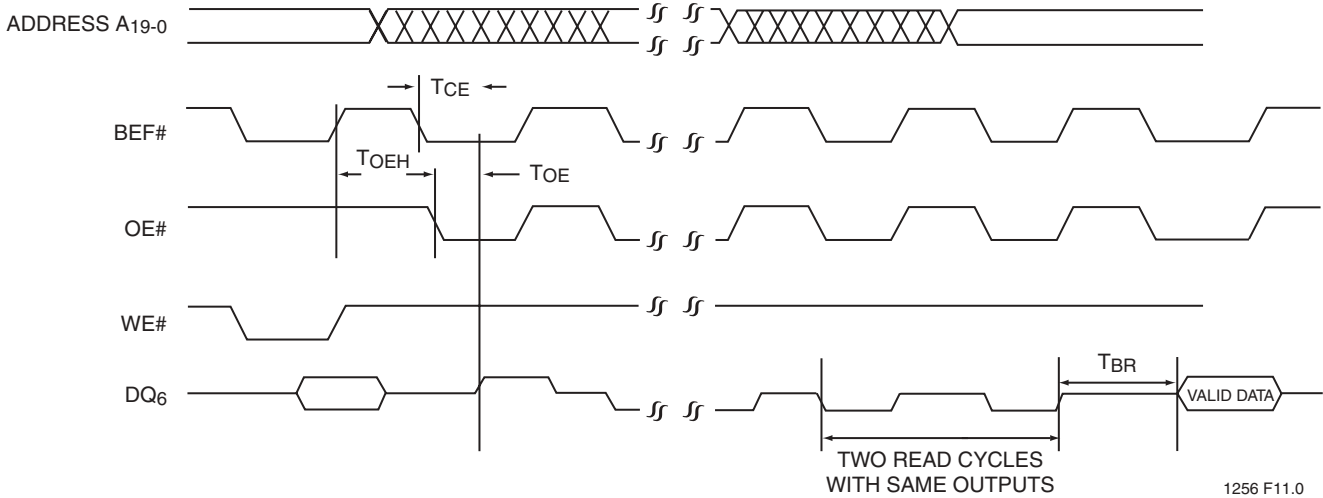 ADDRESS A19-0
TCE
BEF#
TOEH
TOE
OE#
WE#
TBR
DQ6
VALID DATA
TWO READ CYCLES
WITH SAME OUTPUTS
1256 F11.0